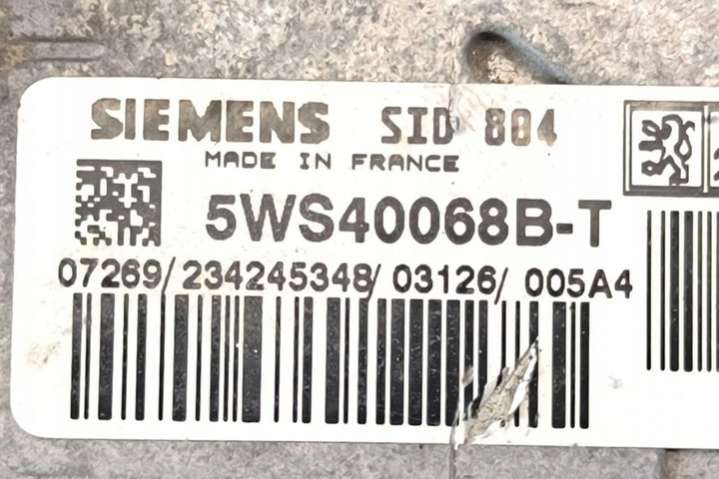 SIEMENS SID 804
MADE IN FRANCE
5WS40068B-T
07269/234245348/03126/005A4